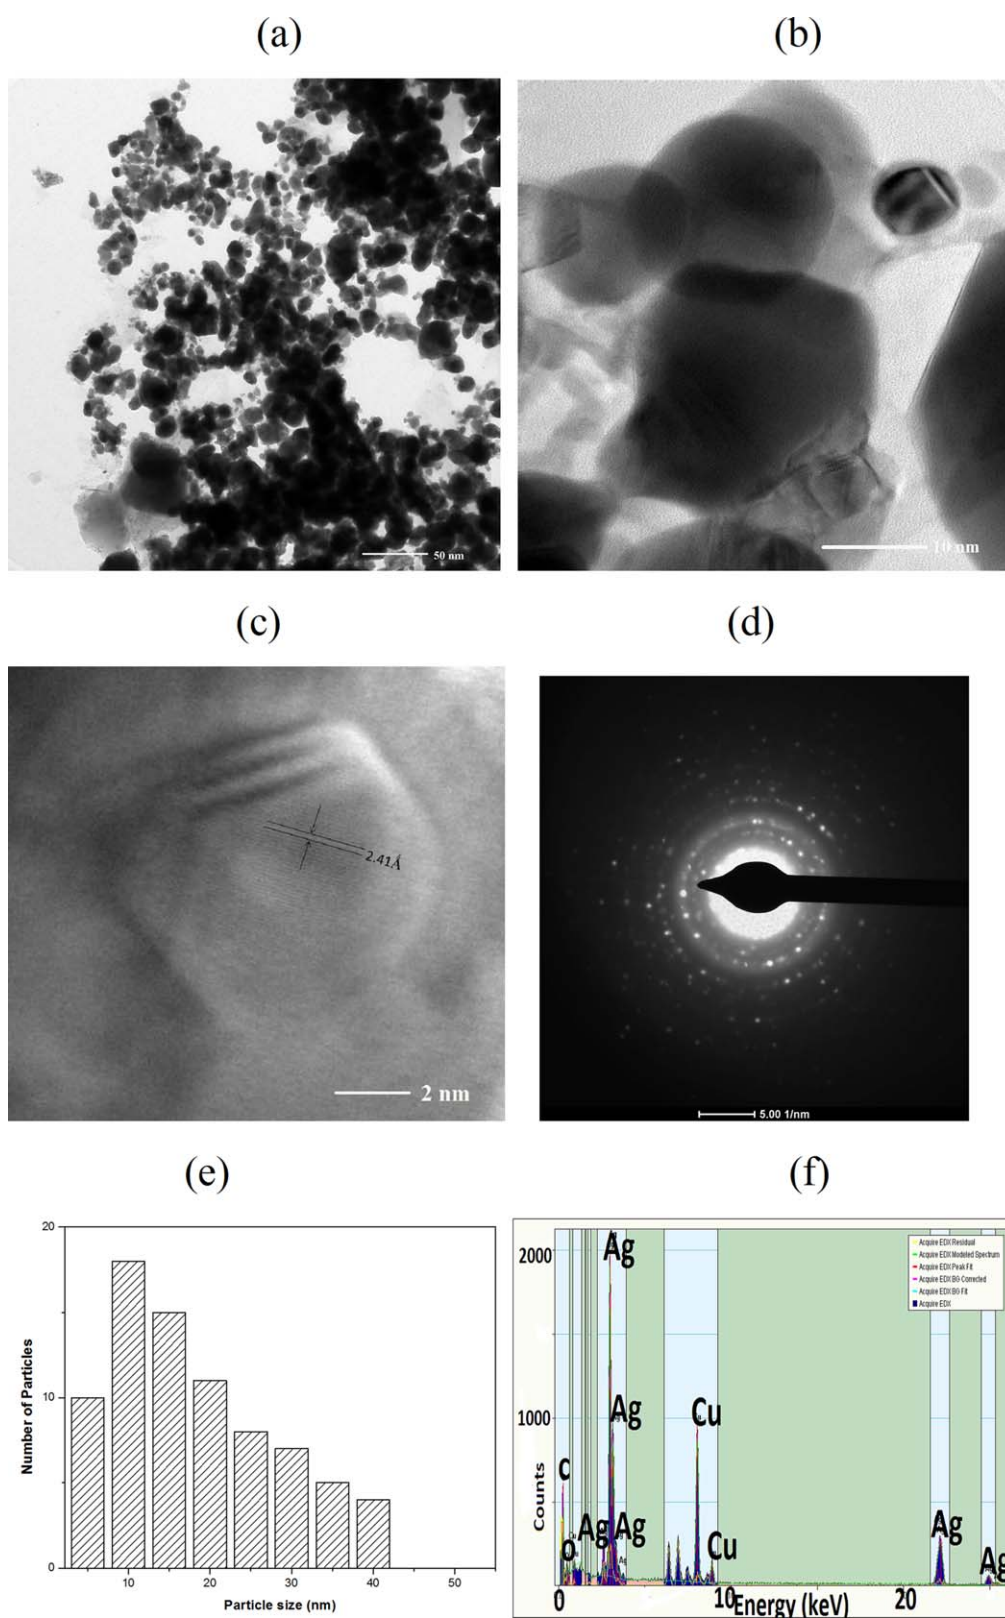 (a)
(b)
50 nm
10 nm
(c)
(d)
2.41Å
2 nm
5.00 1/nm
(e)
(f)
20
10
0
Number of Particles
10
20
30
40
50
Particle size (nm)
2000
1000
Counts
Ag
Ag
Cu
C
O
Ag
Ag
Cu
Ag
Ag
Acquire EDX Residual
Acquire EDX Modeled Spectrum
Acquire EDX Peak Fit
Acquire EDX BG Corrected
Acquire EDX BG Fit
Acquire EDX
0
10
20
Energy (keV)